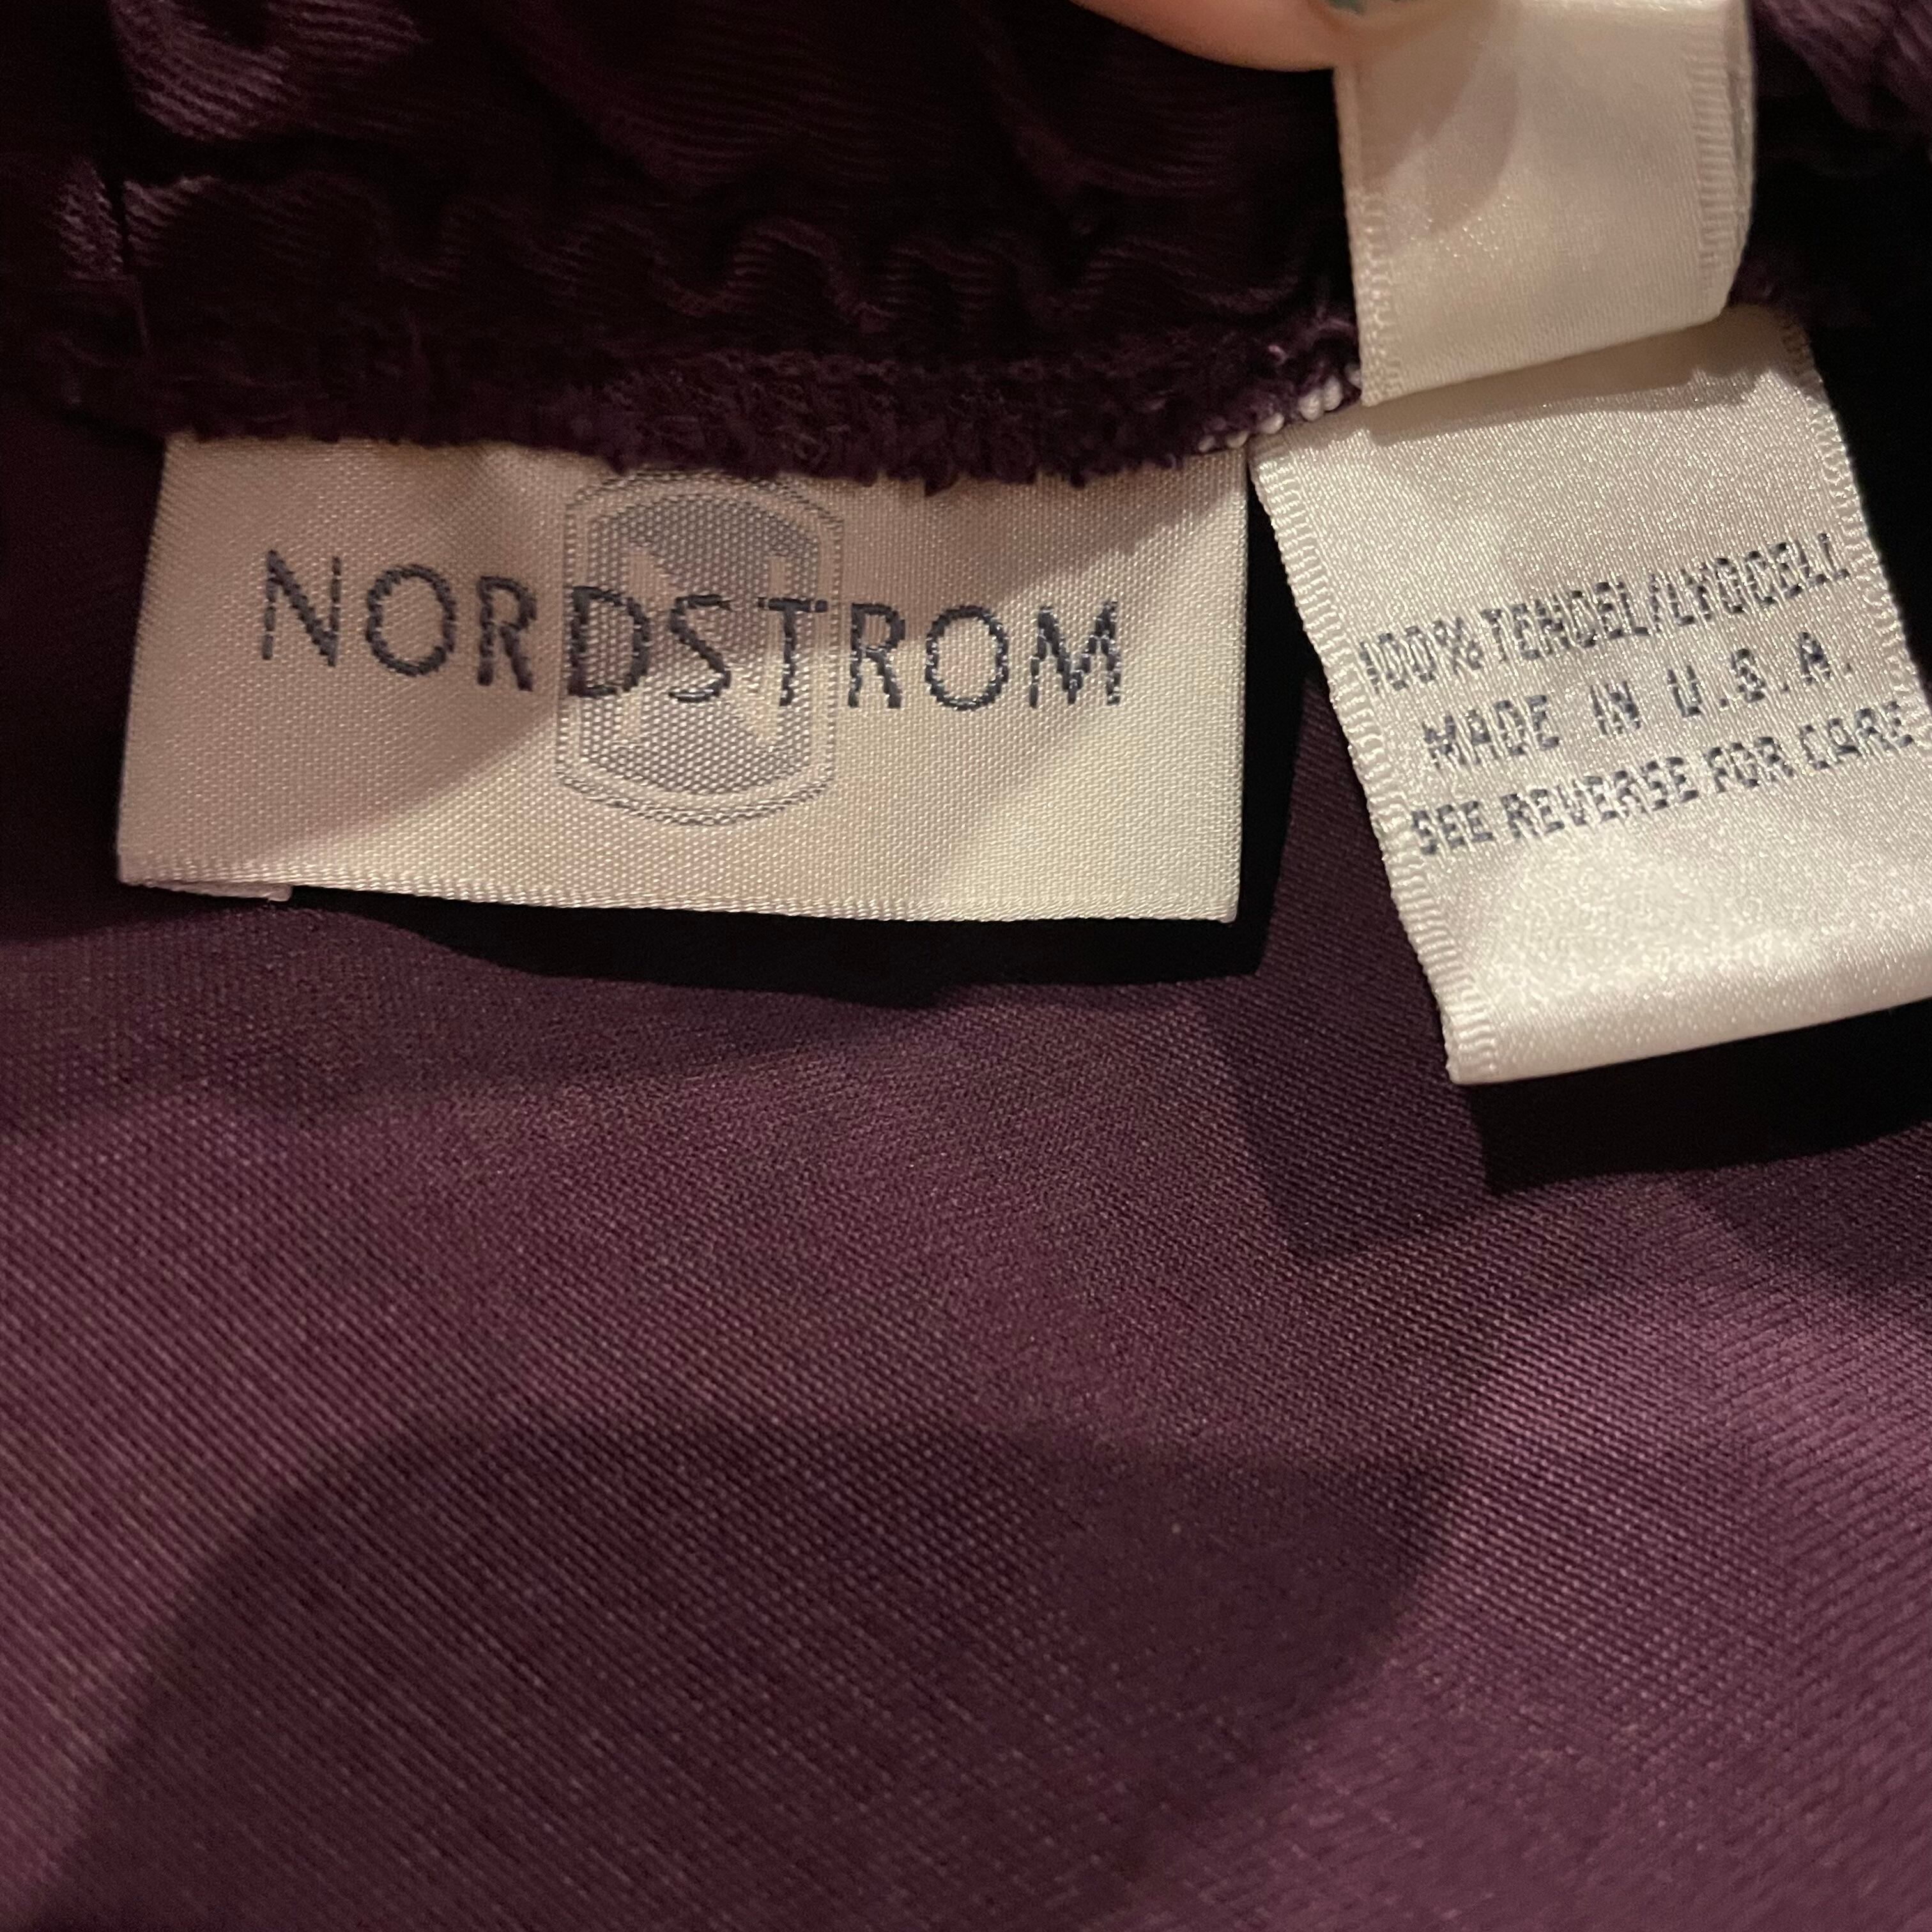 NORDSTROM
N
100% TENCEL/LYOCELL
MADE IN U.S.A.
SEE REVERSE FOR CARE